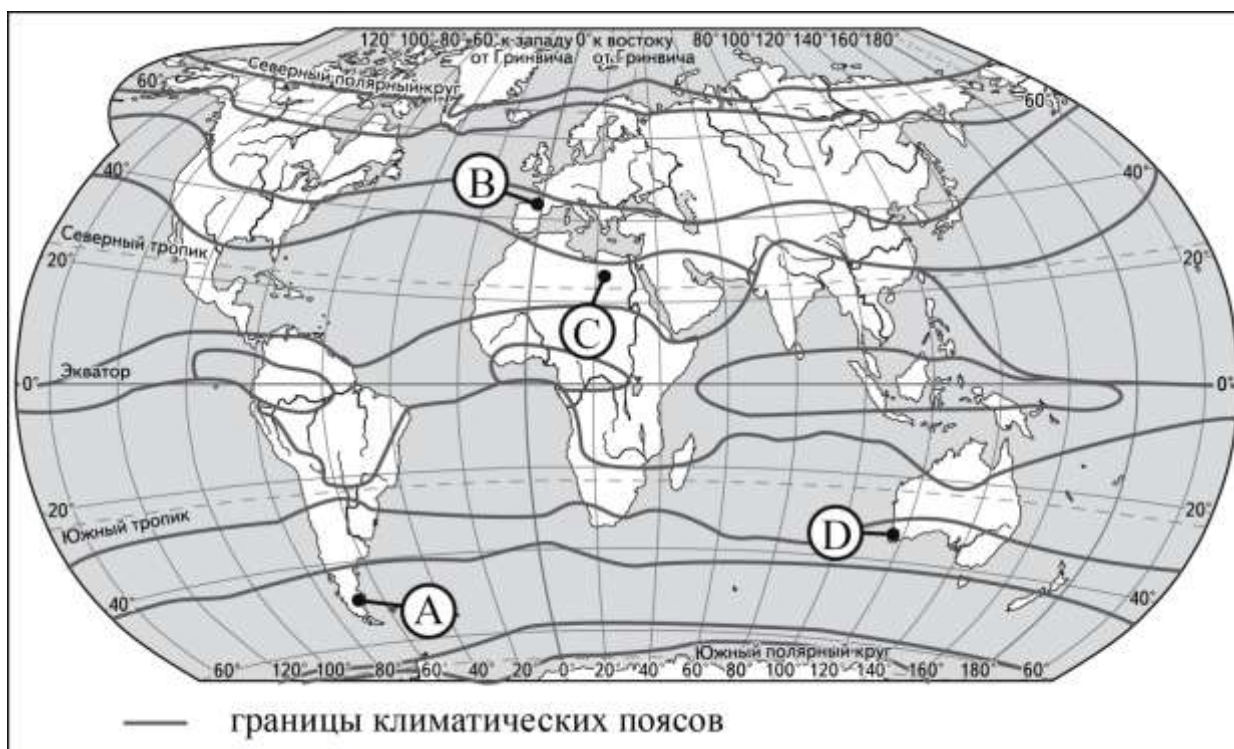 120° 100° 80° 60° к западу 0° к востоку 80° 100° 120° 140° 160° 180°
от Гринвича от Гринвича
Северный полярный круг
60° 60°
40° 40°
B
Северный тропик
20° 20°
C
Экватор
0° 0°
20° 20°
Южный тропик
D
40° 40°
A
Южный полярный круг
60° 120° 100° 80° 60° 40° 20° 0° 20° 40° 60° 80° 100° 120° 140° 160° 180° 60°
границы климатических поясов